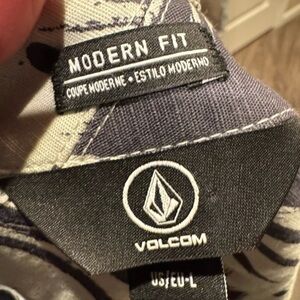 MODERN FIT
COUPE MODERNE • ESTILO MODERNO
VOLCOM
US/EU-L